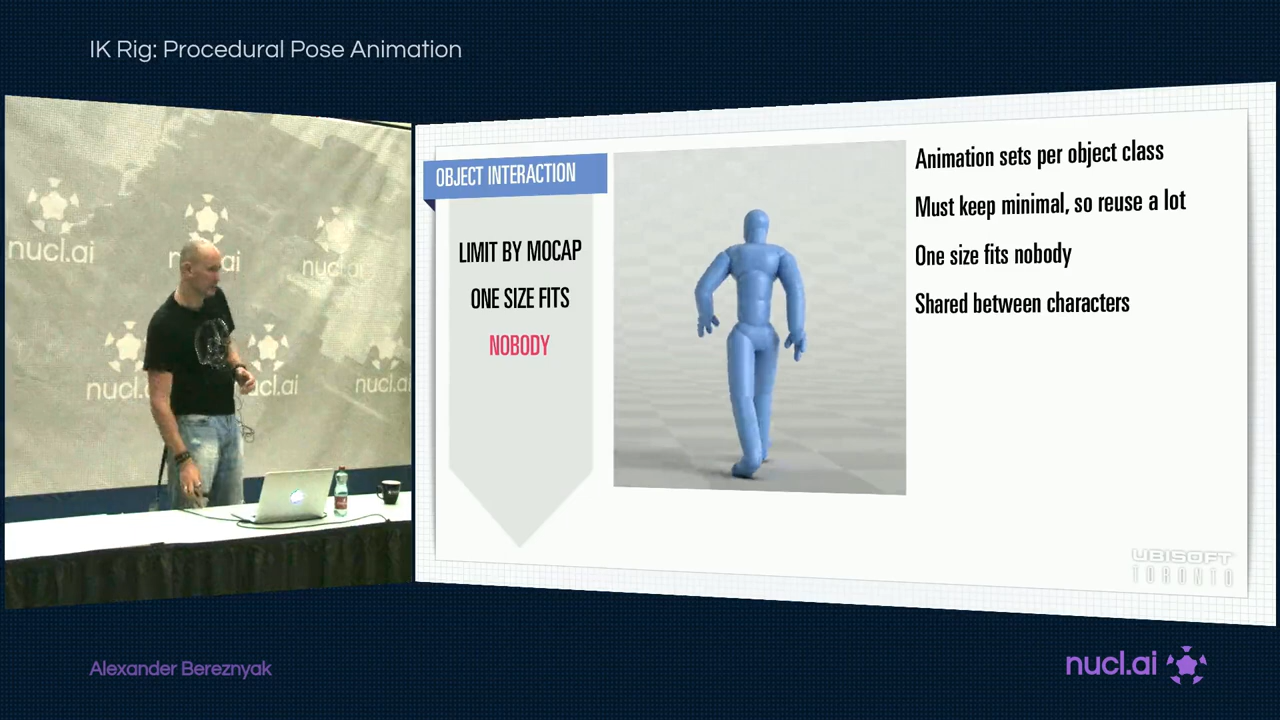 IK Rig: Procedural Pose Animation
nucl.ai
nucl.ai
nucl.ai
nucl.ai
nucl.ai
nucl.ai
OBJECT INTERACTION
LIMIT BY MOCAP
ONE SIZE FITS
NOBODY
Animation sets per object class
Must keep minimal, so reuse a lot
One size fits nobody
Shared between characters
UBISOFT
TORONTO
Alexander Bereznyak
nucl.ai